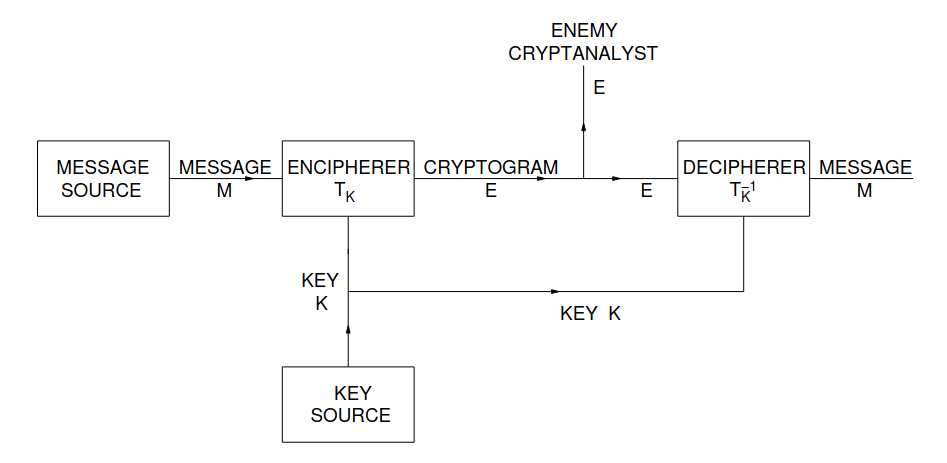 ENEMY
CRYPTANALYST
E
MESSAGE
SOURCE
MESSAGE
M
ENCIPHERER
T_K
CRYPTOGRAM
E
E
DECIPHERER
T_K^-1
MESSAGE
M
KEY
K
KEY K
KEY
SOURCE